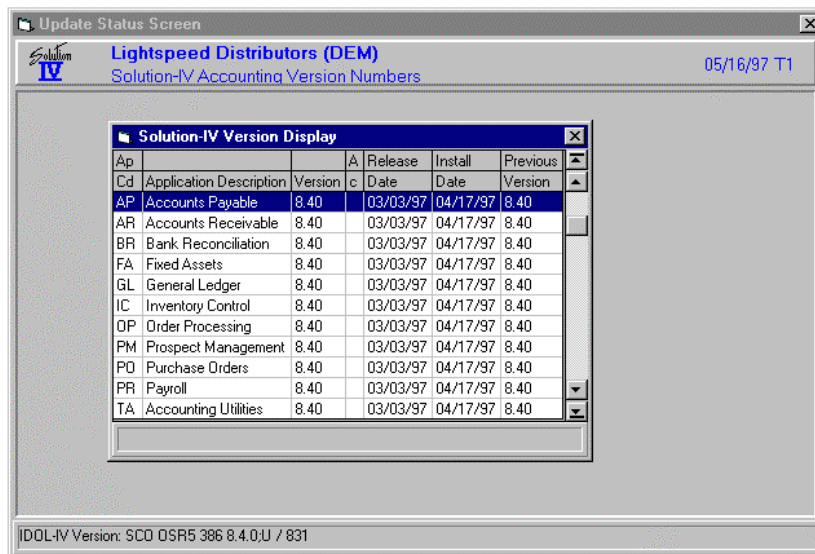 Update Status Screen
Solution IV
Lightspeed Distributors (DEM)
Solution-IV Accounting Version Numbers
05/16/97 T1
Solution-IV Version Display
Ap A Release Install Previous
Cd Application Description Version c Date Date Version
AP Accounts Payable 8.40 03/03/97 04/17/97 8.40
AR Accounts Receivable 8.40 03/03/97 04/17/97 8.40
BR Bank Reconciliation 8.40 03/03/97 04/17/97 8.40
FA Fixed Assets 8.40 03/03/97 04/17/97 8.40
GL General Ledger 8.40 03/03/97 04/17/97 8.40
IC Inventory Control 8.40 03/03/97 04/17/97 8.40
OP Order Processing 8.40 03/03/97 04/17/97 8.40
PM Prospect Management 8.40 03/03/97 04/17/97 8.40
PO Purchase Orders 8.40 03/03/97 04/17/97 8.40
PR Payroll 8.40 03/03/97 04/17/97 8.40
TA Accounting Utilities 8.40 03/03/97 04/17/97 8.40
IDOL-IV Version: SCO OSR5 386 8.4.0;U / 831